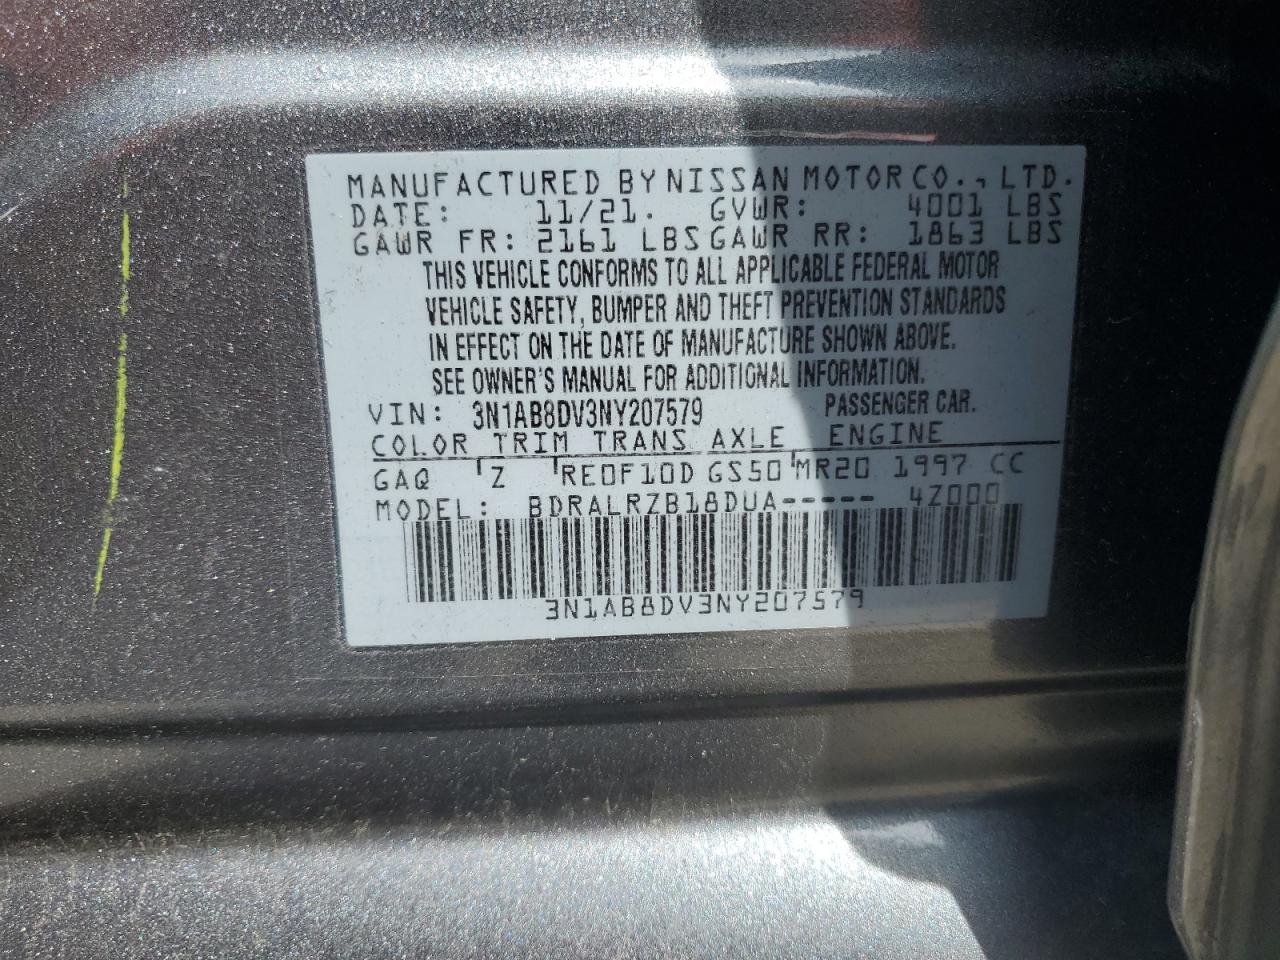 MANUFACTURED BY NISSAN MOTOR CO., LTD.
DATE: 11/21. GVWR: 4001 LBS
GAWR FR: 2161 LBS GAWR RR: 1863 LBS
THIS VEHICLE CONFORMS TO ALL APPLICABLE FEDERAL MOTOR
VEHICLE SAFETY, BUMPER AND THEFT PREVENTION STANDARDS
IN EFFECT ON THE DATE OF MANUFACTURE SHOWN ABOVE.
SEE OWNER'S MANUAL FOR ADDITIONAL INFORMATION.
VIN: 3N1AB8DV3NY207579 PASSENGER CAR.
COLOR TRIM TRANS AXLE ENGINE
GAQ Z RE0F10D GS50 MR20 1997 CC
MODEL: BDRALRZB18DUA----- 4Z000
3N1AB8DV3NY207579